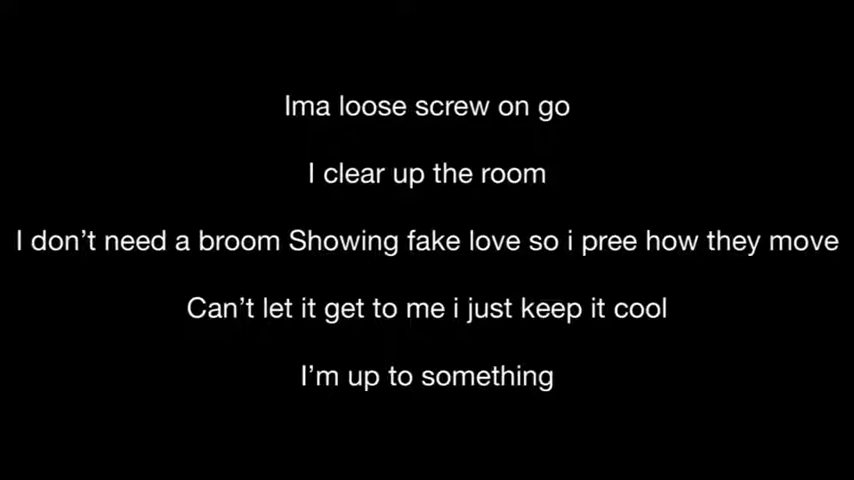 Ima loose screw on go
I clear up the room
I don’t need a broom Showing fake love so i pree how they move
Can’t let it get to me i just keep it cool
I’m up to something